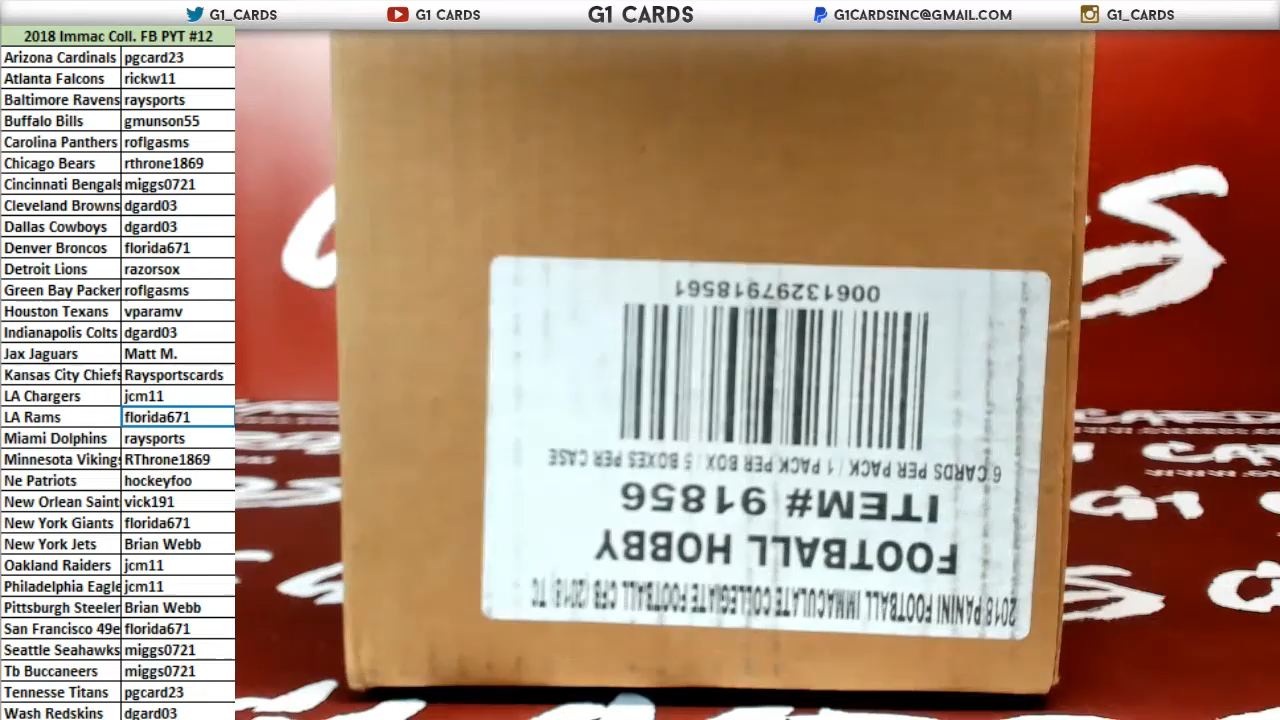 G1_CARDS G1 CARDS G1 CARDS G1CARDSINC@GMAIL.COM G1_CARDS
2018 Immac Coll. FB PYT #12
Arizona Cardinals pgcard23
Atlanta Falcons rickw11
Baltimore Ravens raysports
Buffalo Bills gmunson55
Carolina Panthers roflgasms
Chicago Bears rthrone1869
Cincinnati Bengals miggs0721
Cleveland Browns dgard03
Dallas Cowboys dgard03
Denver Broncos florida671
Detroit Lions razorsox
Green Bay Packer roflgasms
Houston Texans vparamv
Indianapolis Colts dgard03
Jax Jaguars Matt M.
Kansas City Chiefs Raysportscards
LA Chargers jcm11
LA Rams florida671
Miami Dolphins raysports
Minnesota Vikings RThrone1869
Ne Patriots hockeyfoo
New Orlean Saint vick191
New York Giants florida671
New York Jets Brian Webb
Oakland Raiders jcm11
Philadelphia Eagle jcm11
Pittsburgh Steeler Brian Webb
San Francisco 49e florida671
Seattle Seahawks miggs0721
Tb Buccaneers miggs0721
Tennesse Titans pgcard23
Wash Redskins dgard03
2018 PANINI FOOTBALL IMMACULATE COLLEGIATE FOOTBALL CFB (2018) TC
FOOTBALL HOBBY
ITEM# 91856
6 CARDS PER PACK / 1 PACK PER BOX / 5 BOXES PER CASE
00613297918561